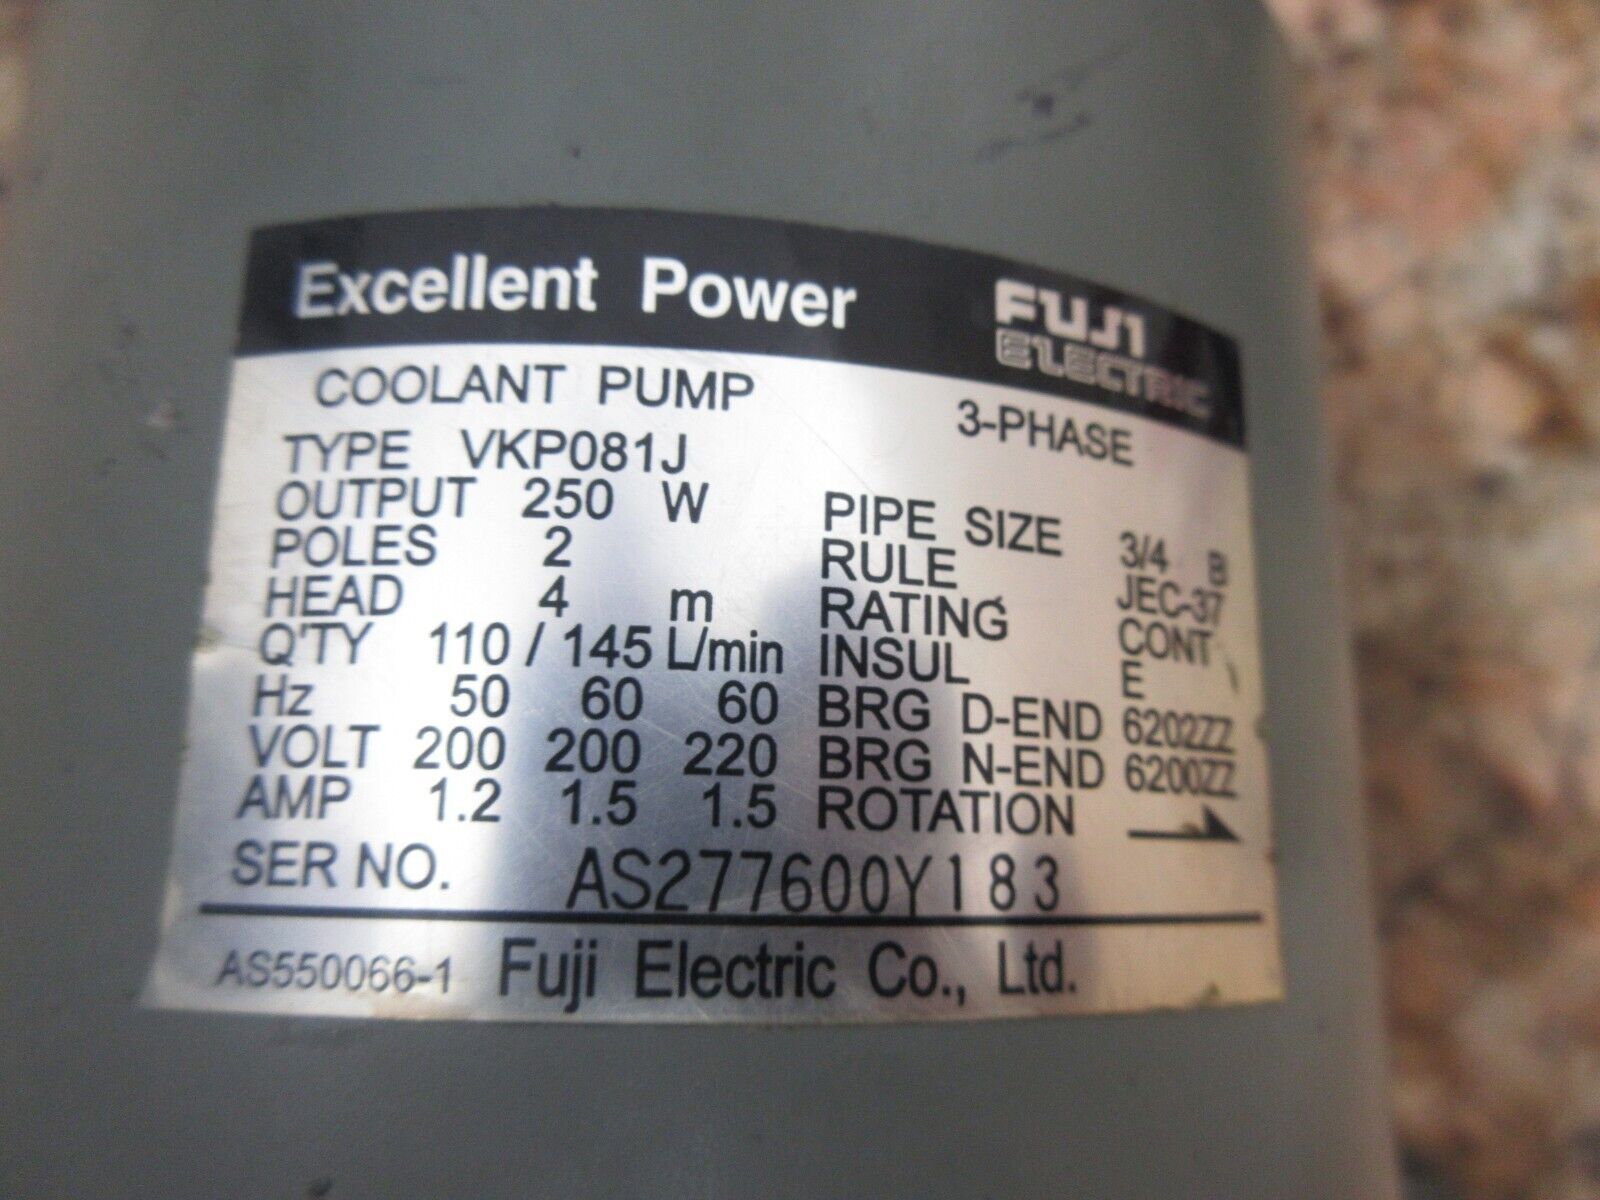 Excellent Power FUJI
ELECTRIC
COOLANT PUMP 3-PHASE
TYPE VKP081J
OUTPUT 250 W PIPE SIZE 3/4 B
POLES 2 RULE JEC-37
HEAD 4 m RATING CONT
Q'TY 110 / 145 L/min INSUL E
Hz 50 60 60 BRG D-END 6202ZZ
VOLT 200 200 220 BRG N-END 6200ZZ
AMP 1.2 1.5 1.5 ROTATION
SER NO. AS277600Y183
AS550066-1 Fuji Electric Co., Ltd.